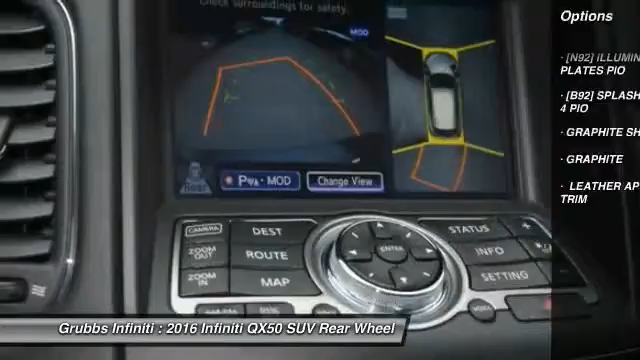 Check surroundings for safety.
MOD
Rear
P MOD
Change View
CAMERA
DEST
STATUS
ZOOM OUT
ROUTE
ENTER
INFO
ZOOM IN
MAP
SETTING
Options
· [N92] ILLUMIN
PLATES PIO
· [B92] SPLASH
4 PIO
· GRAPHITE SH
· GRAPHITE
· LEATHER AP
TRIM
Grubbs Infiniti : 2016 Infiniti QX50 SUV Rear Wheel